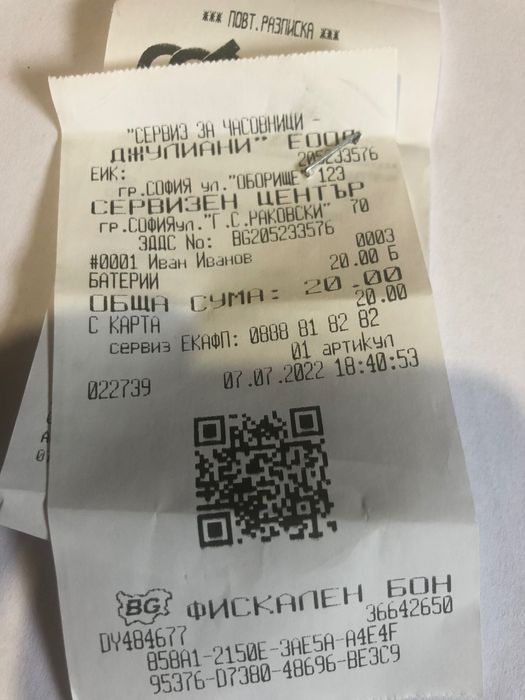 *** ПОВТ.РАЗПИСКА ***
"СЕРВИЗ ЗА ЧАСОВНИЦИ -
ДЖУЛИАНИ" ЕООД
ЕИК: 205233576
гр.СОФИЯ ул."ОБОРИЩЕ" 123
СЕРВИЗЕН ЦЕНТЪР
гр.СОФИЯул."Г.С.РАКОВСКИ" 70
ЗДДС No: BG205233576
#0001 Иван Иванов 0003
БАТЕРИИ 20.00 Б
ОБЩА СУМА: 20.00
С КАРТА 20.00
сервиз ЕКАФП: 0888 81 82 82
01 артикул
022739 07.07.2022 18:40:53
BG ФИСКАЛЕН БОН
DY484677 36642650
858A1-2150E-3AE5A-A4E4F
95376-D7380-48696-BE3C9